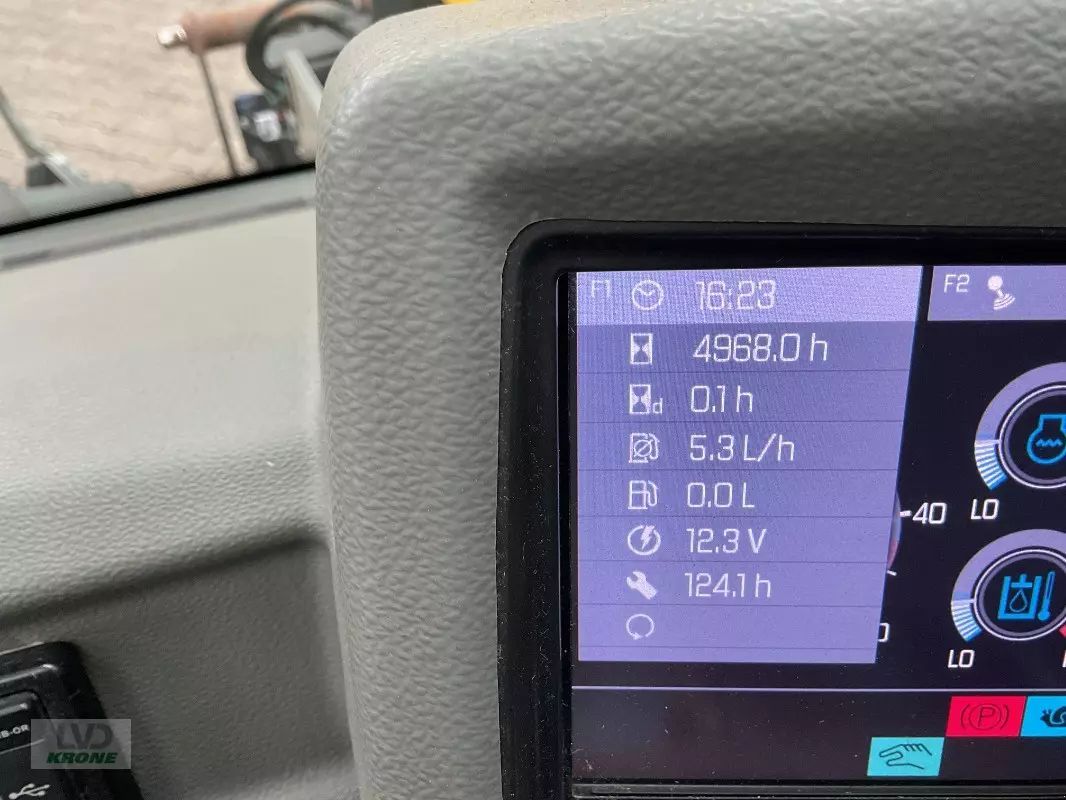 F1 16:23
F2
4968.0 h
d 0.1 h
5.3 L/h
0.0 L
12.3 V
124.1 h
40
LO
LO
P
LVD
KRONE